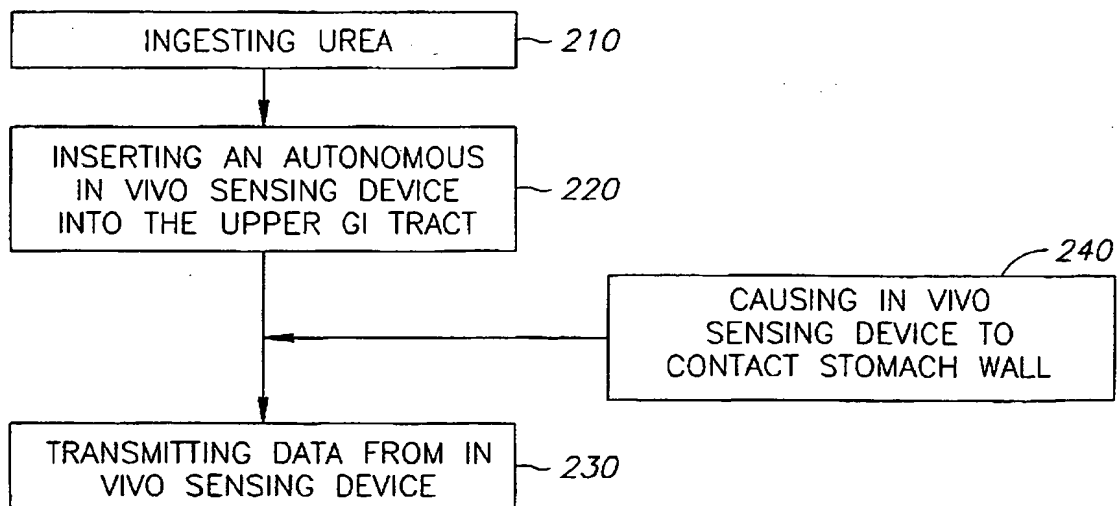 INGESTING UREA
210
INSERTING AN AUTONOMOUS
IN VIVO SENSING DEVICE
INTO THE UPPER GI TRACT
220
240
CAUSING IN VIVO
SENSING DEVICE TO
CONTACT STOMACH WALL
TRANSMITTING DATA FROM IN
VIVO SENSING DEVICE
230